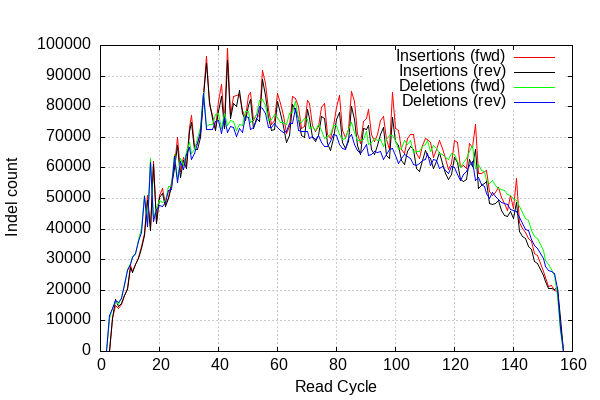 100000
90000
80000
70000
60000
50000
40000
30000
20000
10000
0
Indel count
Insertions (fwd)
Insertions (rev)
Deletions (fwd)
Deletions (rev)
0 20 40 60 80 100 120 140 160
Read Cycle